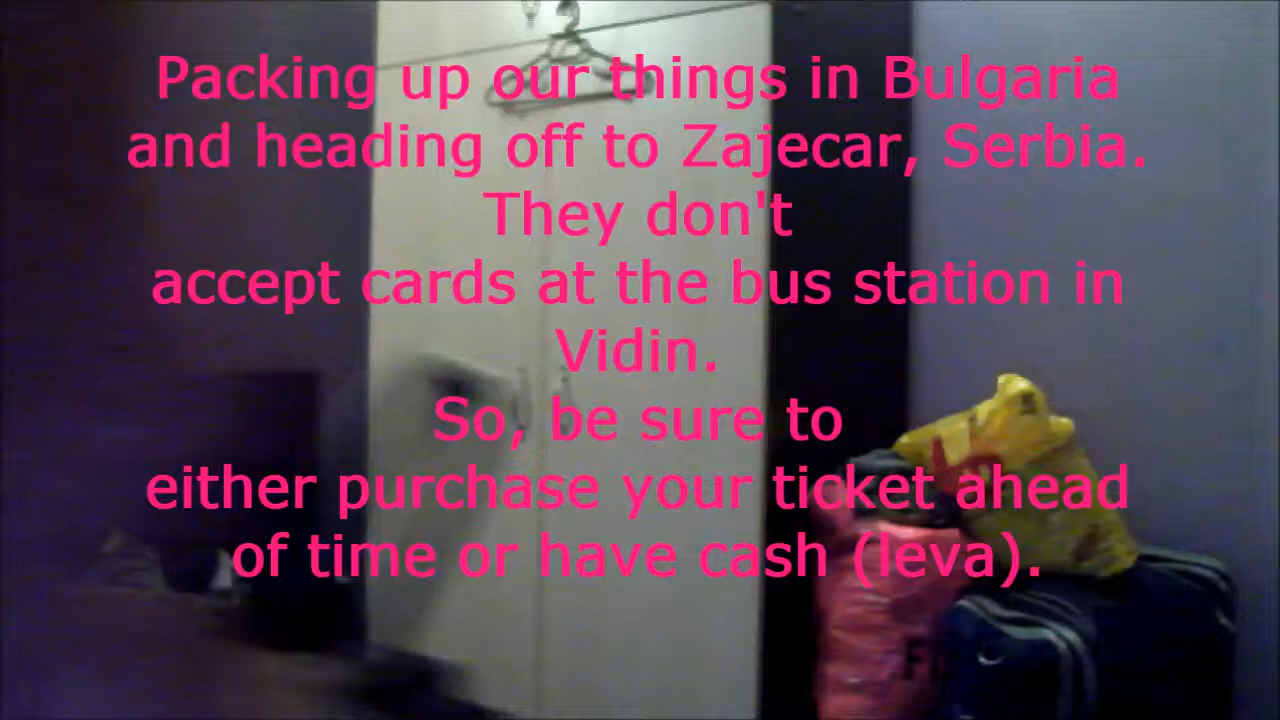 Packing up our things in Bulgaria
and heading off to Zajecar, Serbia.
They don't
accept cards at the bus station in
Vidin.
So, be sure to
either purchase your ticket ahead
of time or have cash (leva).